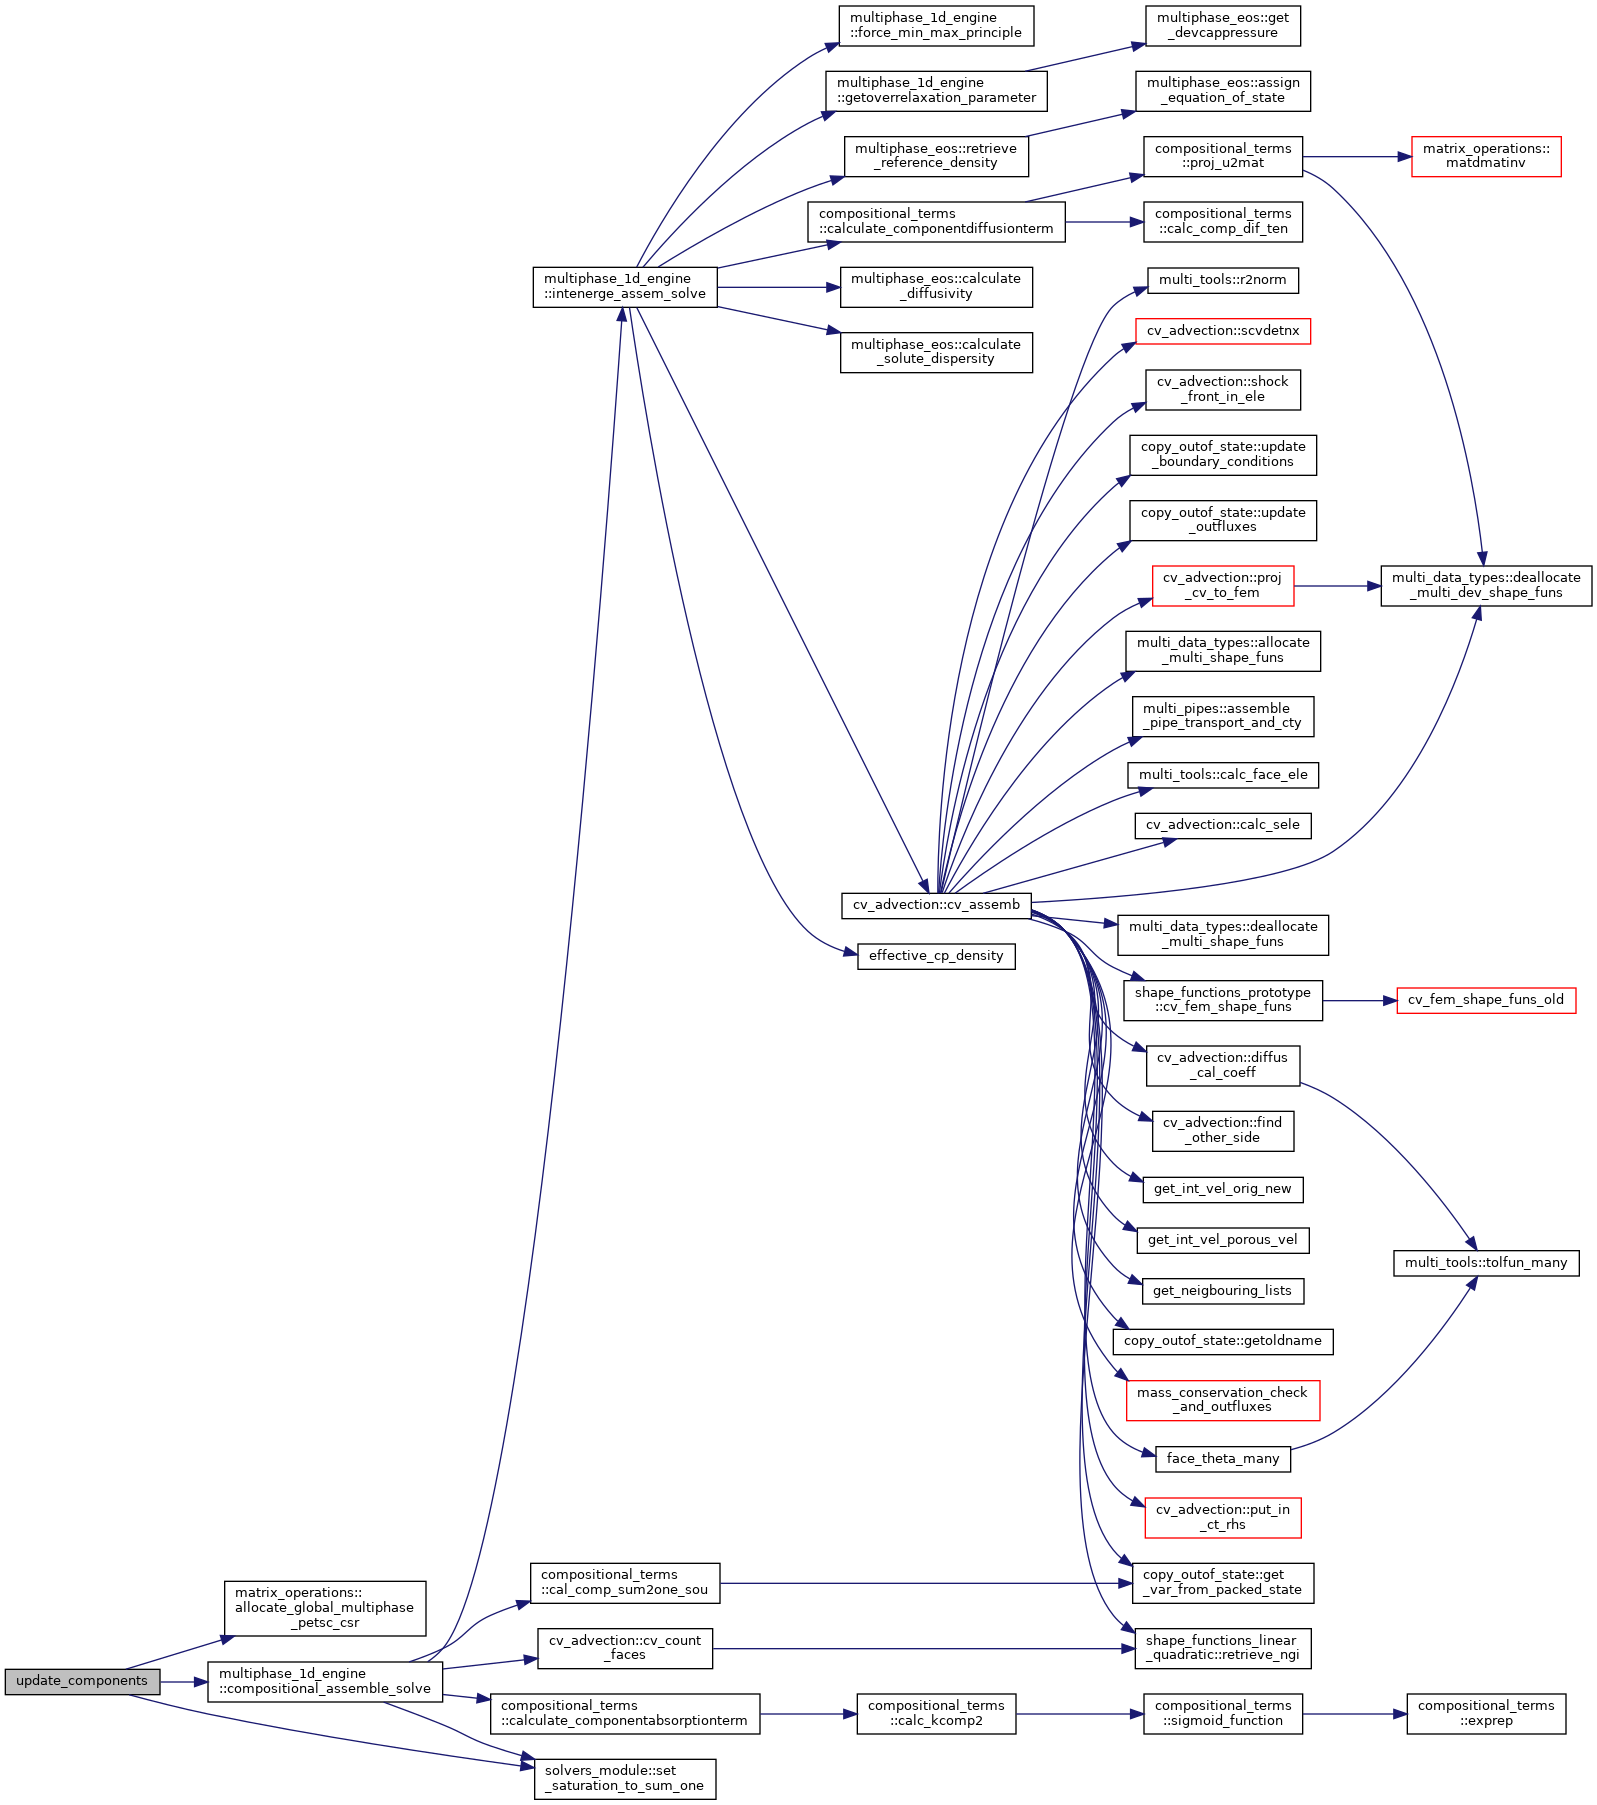 multiphase_1d_engine
::force_min_max_principle
multiphase_eos::get
_devcappressure
multiphase_1d_engine
::getoverrelaxation_parameter
multiphase_eos::assign
_equation_of_state
multiphase_eos::retrieve
_reference_density
compositional_terms
::proj_u2mat
matrix_operations::
matdmatinv
compositional_terms
::calculate_componentdiffusionterm
compositional_terms
::calc_comp_dif_ten
multiphase_1d_engine
::intenerge_assem_solve
multiphase_eos::calculate
_diffusivity
multi_tools::r2norm
multiphase_eos::calculate
_solute_dispersity
cv_advection::scvdetnx
cv_advection::shock
_front_in_ele
copy_outof_state::update
_boundary_conditions
copy_outof_state::update
_outfluxes
cv_advection::proj
_cv_to_fem
multi_data_types::deallocate
_multi_dev_shape_funs
multi_data_types::allocate
_multi_shape_funs
multi_pipes::assemble
_pipe_transport_and_cty
multi_tools::calc_face_ele
cv_advection::calc_sele
cv_advection::cv_assemb
multi_data_types::deallocate
_multi_shape_funs
effective_cp_density
shape_functions_prototype
::cv_fem_shape_funs
cv_fem_shape_funs_old
cv_advection::diffus
_cal_coeff
cv_advection::find
_other_side
get_int_vel_orig_new
get_int_vel_porous_vel
multi_tools::tolfun_many
get_neigbouring_lists
copy_outof_state::getoldname
mass_conservation_check
_and_outfluxes
face_theta_many
cv_advection::put_in
_ct_rhs
matrix_operations::
allocate_global_multiphase
_petsc_csr
compositional_terms
::cal_comp_sum2one_sou
copy_outof_state::get
_var_from_packed_state
cv_advection::cv_count
_faces
shape_functions_linear
_quadratic::retrieve_ngi
update_components
multiphase_1d_engine
::compositional_assemble_solve
compositional_terms
::calculate_componentabsorptionterm
compositional_terms
::calc_kcomp2
compositional_terms
::sigmoid_function
compositional_terms
::exprep
solvers_module::set
_saturation_to_sum_one